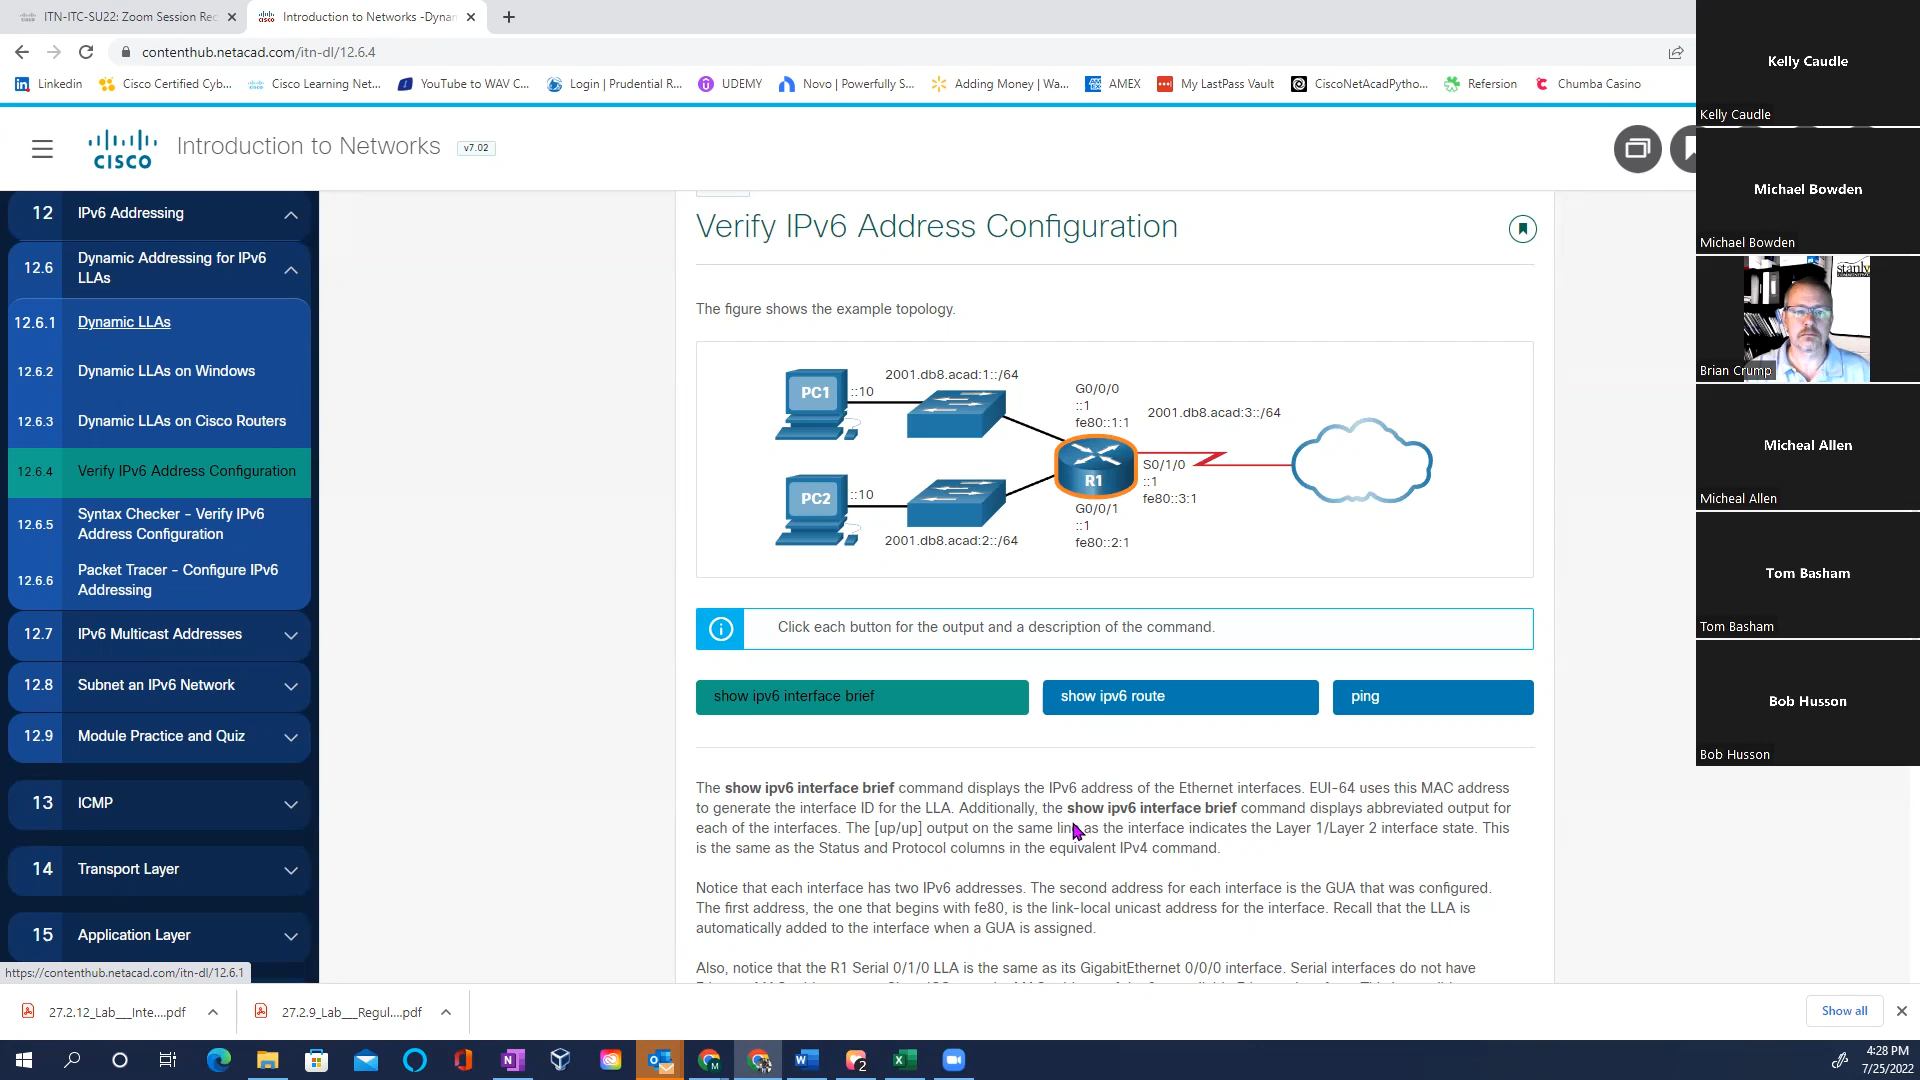 ITN-ITC-SU22: Zoom Session Rec
Introduction to Networks -Dynam
contenthub.netacad.com/itn-dl/12.6.4
Linkedin
Cisco Certified Cyb...
Cisco Learning Net...
YouTube to WAV C...
Login | Prudential R...
UDEMY
Novo | Powerfully S...
Adding Money | Wa...
AMEX
My LastPass Vault
CiscoNetAcadPytho...
Refersion
Chumba Casino
CISCO
Introduction to Networks
v7.02
12 IPv6 Addressing
12.6 Dynamic Addressing for IPv6
LLAs
12.6.1 Dynamic LLAs
12.6.2 Dynamic LLAs on Windows
12.6.3 Dynamic LLAs on Cisco Routers
12.6.4 Verify IPv6 Address Configuration
12.6.5 Syntax Checker - Verify IPv6
Address Configuration
12.6.6 Packet Tracer - Configure IPv6
Addressing
12.7 IPv6 Multicast Addresses
12.8 Subnet an IPv6 Network
12.9 Module Practice and Quiz
13 ICMP
14 Transport Layer
15 Application Layer
https://contenthub.netacad.com/itn-dl/12.6.1
Verify IPv6 Address Configuration
The figure shows the example topology.
PC1
::10
2001.db8.acad:1::/64
G0/0/0
::1
fe80::1:1
2001.db8.acad:3::/64
R1
S0/1/0
::1
fe80::3:1
PC2
::10
2001.db8.acad:2::/64
G0/0/1
::1
fe80::2:1
Click each button for the output and a description of the command.
show ipv6 interface brief
show ipv6 route
ping
The show ipv6 interface brief command displays the IPv6 address of the Ethernet interfaces. EUI-64 uses this MAC address
to generate the interface ID for the LLA. Additionally, the show ipv6 interface brief command displays abbreviated output for
each of the interfaces. The [up/up] output on the same link as the interface indicates the Layer 1/Layer 2 interface state. This
is the same as the Status and Protocol columns in the equivalent IPv4 command.
Notice that each interface has two IPv6 addresses. The second address for each interface is the GUA that was configured.
The first address, the one that begins with fe80, is the link-local unicast address for the interface. Recall that the LLA is
automatically added to the interface when a GUA is assigned.
Also, notice that the R1 Serial 0/1/0 LLA is the same as its GigabitEthernet 0/0/0 interface. Serial interfaces do not have
Kelly Caudle
Kelly Caudle
Michael Bowden
Michael Bowden
stanly
Brian Crump
Micheal Allen
Micheal Allen
Tom Basham
Tom Basham
Bob Husson
Bob Husson
27.2.12_Lab___Inte....pdf
27.2.9_Lab___Regul....pdf
Show all
2
4:28 PM
7/25/2022